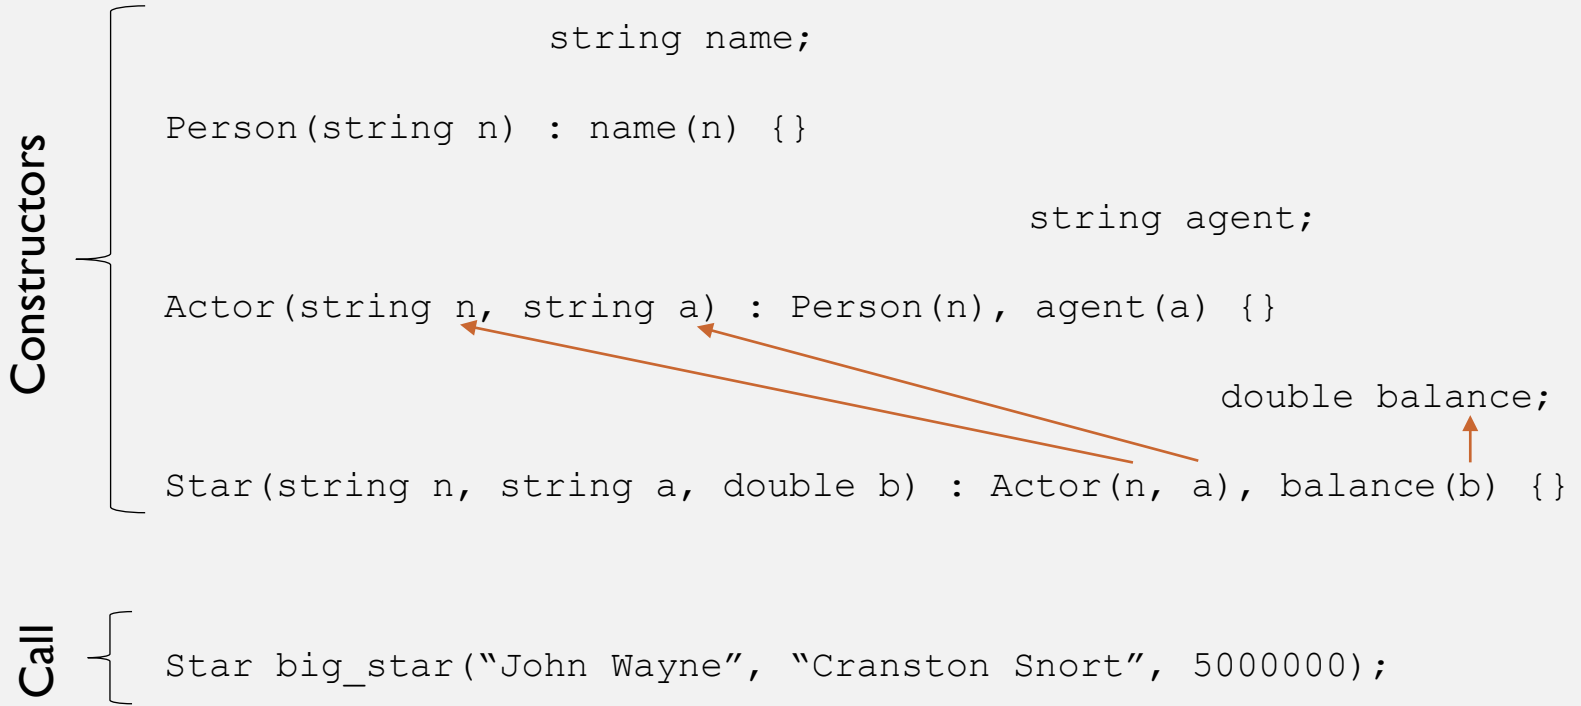 Constructors
string name;
Person(string n) : name(n) {}
string agent;
Actor(string n, string a) : Person(n), agent(a) {}
double balance;
Star(string n, string a, double b) : Actor(n, a), balance(b) {}
Call
Star big_star(“John Wayne”, “Cranston Snort”, 5000000);